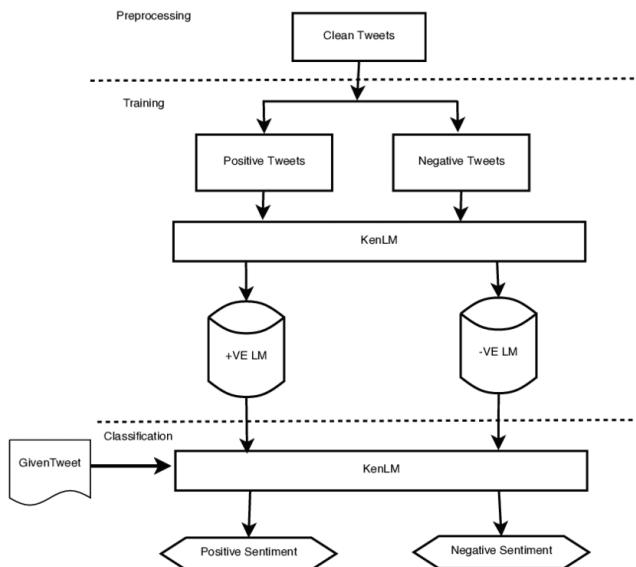 Preprocessing
Clean Tweets
Training
Positive Tweets
Negative Tweets
KenLM
+VE LM
-VE LM
Classification
GivenTweet
KenLM
Positive Sentiment
Negative Sentiment